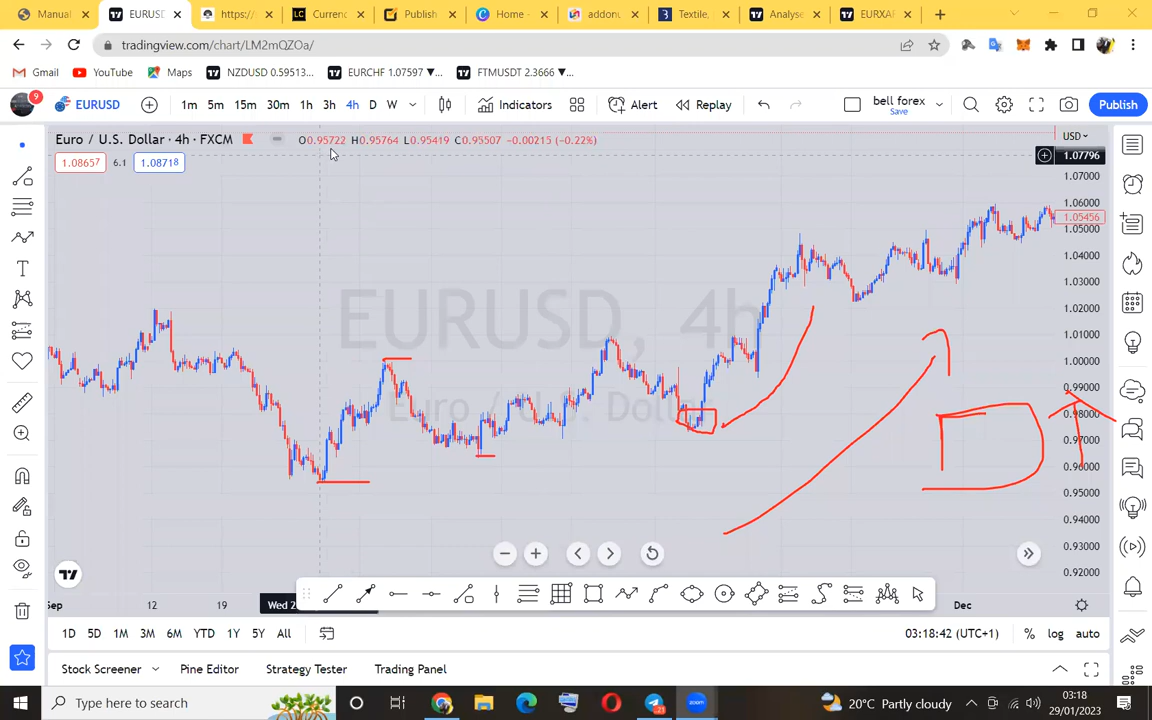 Manual
EURUSD
https://
Currenc
Publish
Home -
addonu
Textile,
Analyse
EURXAF
tradingview.com/chart/LM2mQZOa/
Gmail
YouTube
Maps
NZDUSD 0.59513...
EURCHF 1.07597 ▼...
FTMUSDT 2.3666 ▼...
9
EURUSD
1m 5m 15m 30m 1h 3h 4h D W
Indicators
Alert
Replay
bell forex
Save
Publish
Euro / U.S. Dollar · 4h · FXCM
O0.95722 H0.95764 L0.95419 C0.95507 −0.00215 (−0.22%)
USD
1.08657 6.1 1.08718
1.07796
1.07000
1.06000
1.05456
1.05000
1.04000
1.03000
1.02000
1.01000
1.00000
0.99000
0.98000
0.97000
0.96000
0.95000
0.94000
0.93000
0.92000
EURUSD, 4h
Euro / U.S. Dollar
D
Sep 12 19 Wed 2 Dec
1D 5D 1M 3M 6M YTD 1Y 5Y All
03:18:42 (UTC+1) % log auto
Stock Screener
Pine Editor
Strategy Tester
Trading Panel
Type here to search
zoom
20°C Partly cloudy
03:18
29/01/2023